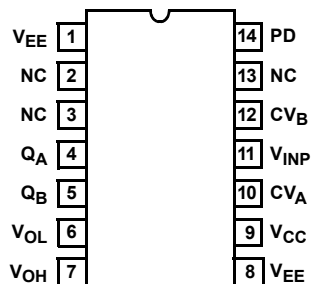 VEE 1 14 PD
NC 2 13 NC
NC 3 12 CVB
QA 4 11 VINP
QB 5 10 CVA
VOL 6 9 VCC
VOH 7 8 VEE